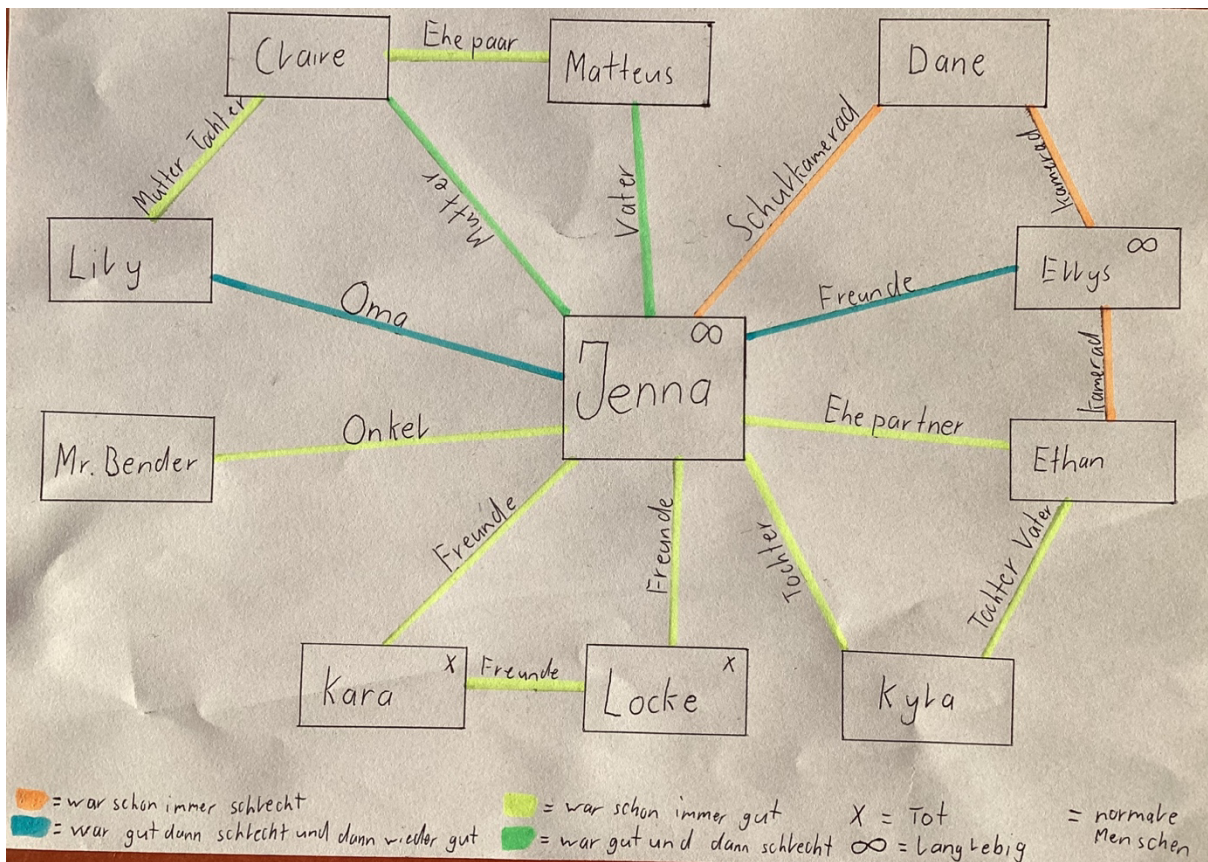 Claire
Ehepaar
Matteus
Dane
Mutter Tochter
Mutter
Vater
Schulkamerad
kamerad
Lily
Oma
Freunde
∞
Ellys
∞
Jenna
kamerad
Onkel
Ehepartner
Mr. Bender
Ethan
Freunde
Freunde
Tochter
Tochter Vater
x
Kara
Freunde
x
Locke
Kyla
= war schon immer schlecht
= war schon immer gut
X = Tot
= normale Menschen
= war gut dann schlecht und dann wieder gut
= war gut und dann schlecht
∞ = Langlebig